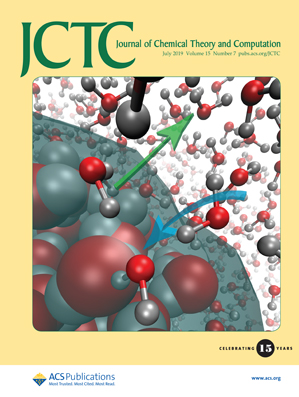 JCTC
Journal of Chemical Theory and Computation
July 2019 Volume 15 Number 7 pubs.acs.org/JCTC
CELEBRATING 15 YEARS
ACS Publications
Most Trusted. Most Cited. Most Read.
www.acs.org